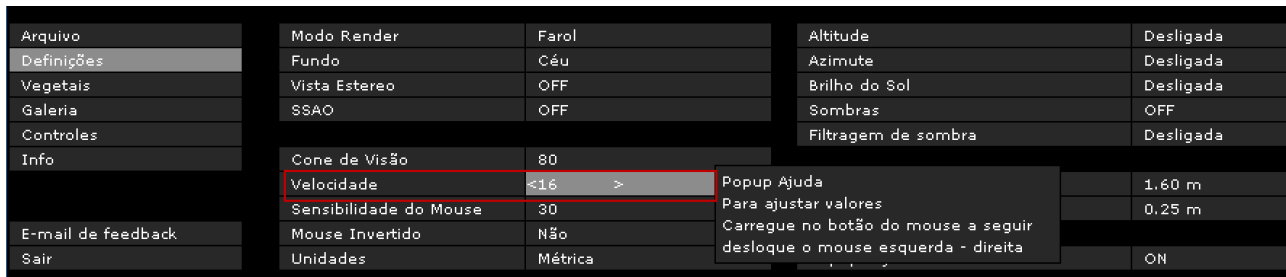 Arquivo
Definições
Vegetais
Galeria
Controles
Info
E-mail de feedback
Sair
Modo Render Farol
Fundo Céu
Vista Estereo OFF
SSAO OFF
Cone de Visão 80
Velocidade <16 >
Sensibilidade do Mouse 30
Mouse Invertido Não
Unidades Métrica
Popup Ajuda
Para ajustar valores
Carregue no botão do mouse a seguir
desloque o mouse esquerda - direita
Altitude Desligada
Azimute Desligada
Brilho do Sol Desligada
Sombras OFF
Filtragem de sombra Desligada
1.60 m
0.25 m
ON